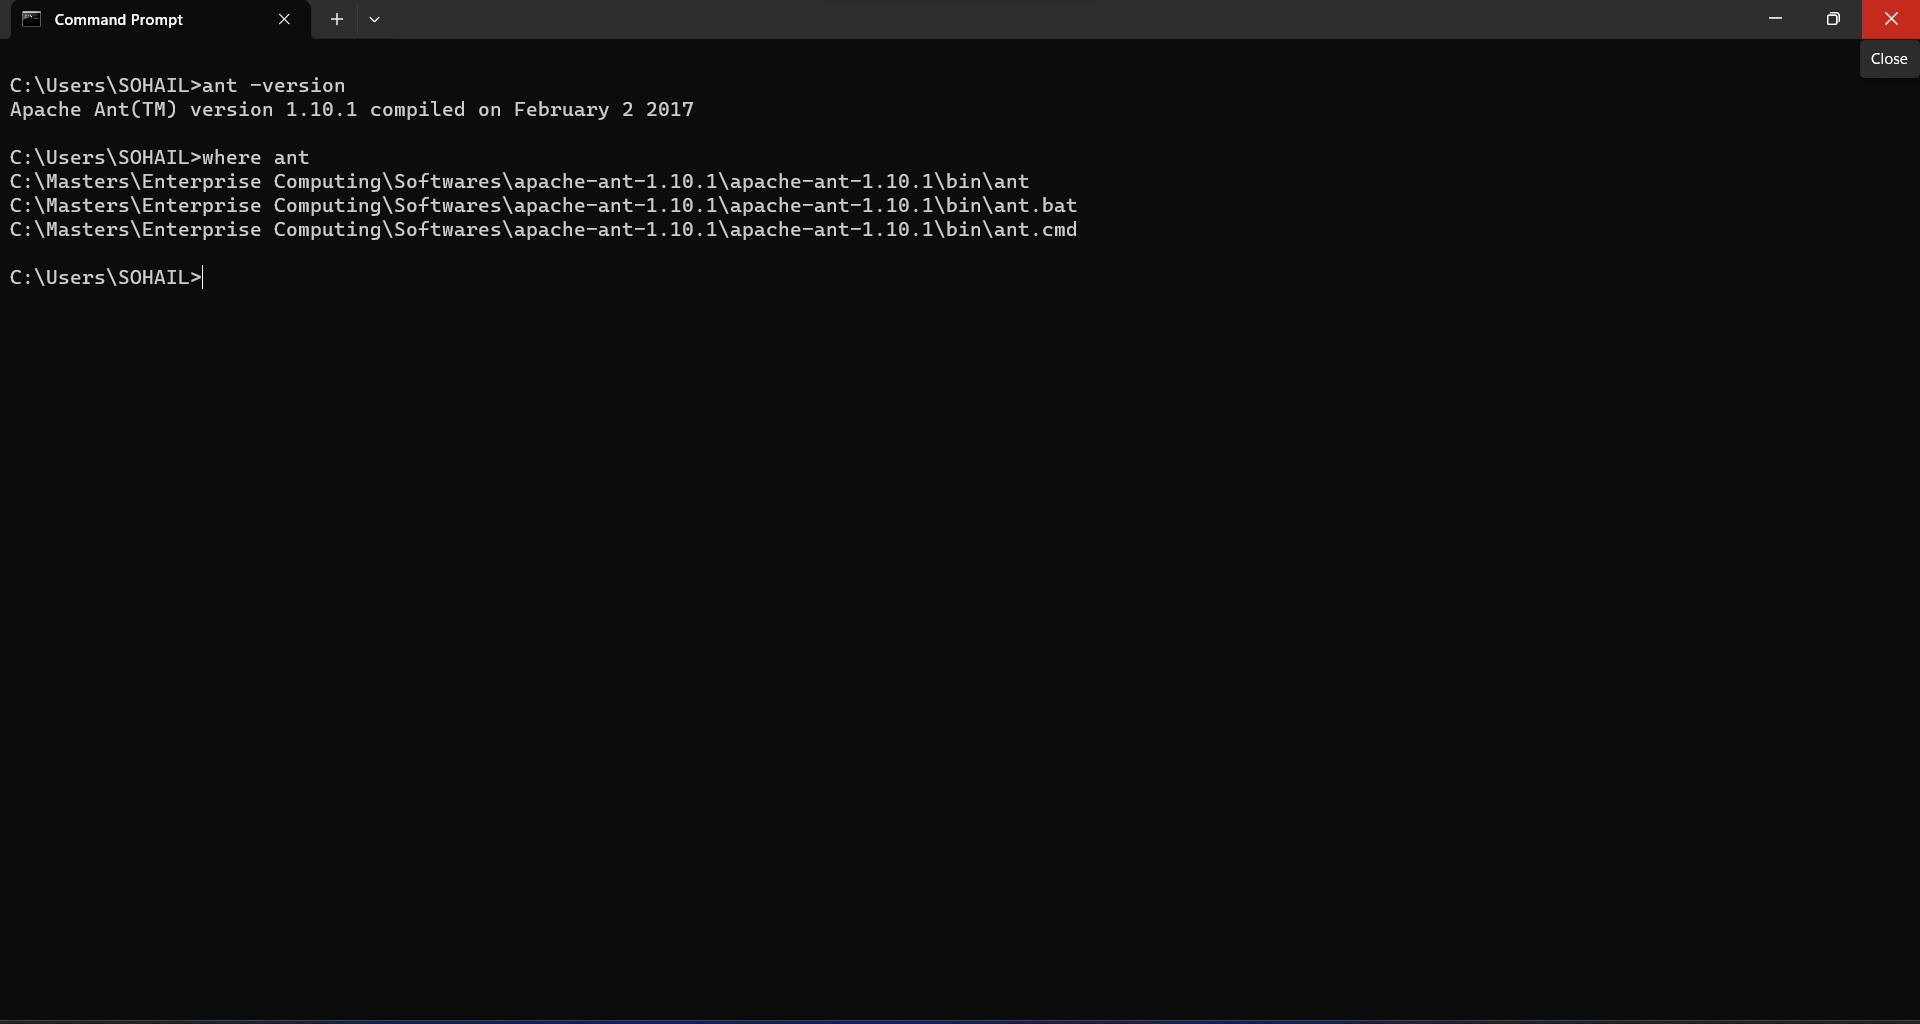 Command Prompt
Close
C:\Users\SOHAIL>ant -version
Apache Ant(TM) version 1.10.1 compiled on February 2 2017
C:\Users\SOHAIL>where ant
C:\Masters\Enterprise Computing\Softwares\apache-ant-1.10.1\apache-ant-1.10.1\bin\ant
C:\Masters\Enterprise Computing\Softwares\apache-ant-1.10.1\apache-ant-1.10.1\bin\ant.bat
C:\Masters\Enterprise Computing\Softwares\apache-ant-1.10.1\apache-ant-1.10.1\bin\ant.cmd
C:\Users\SOHAIL>